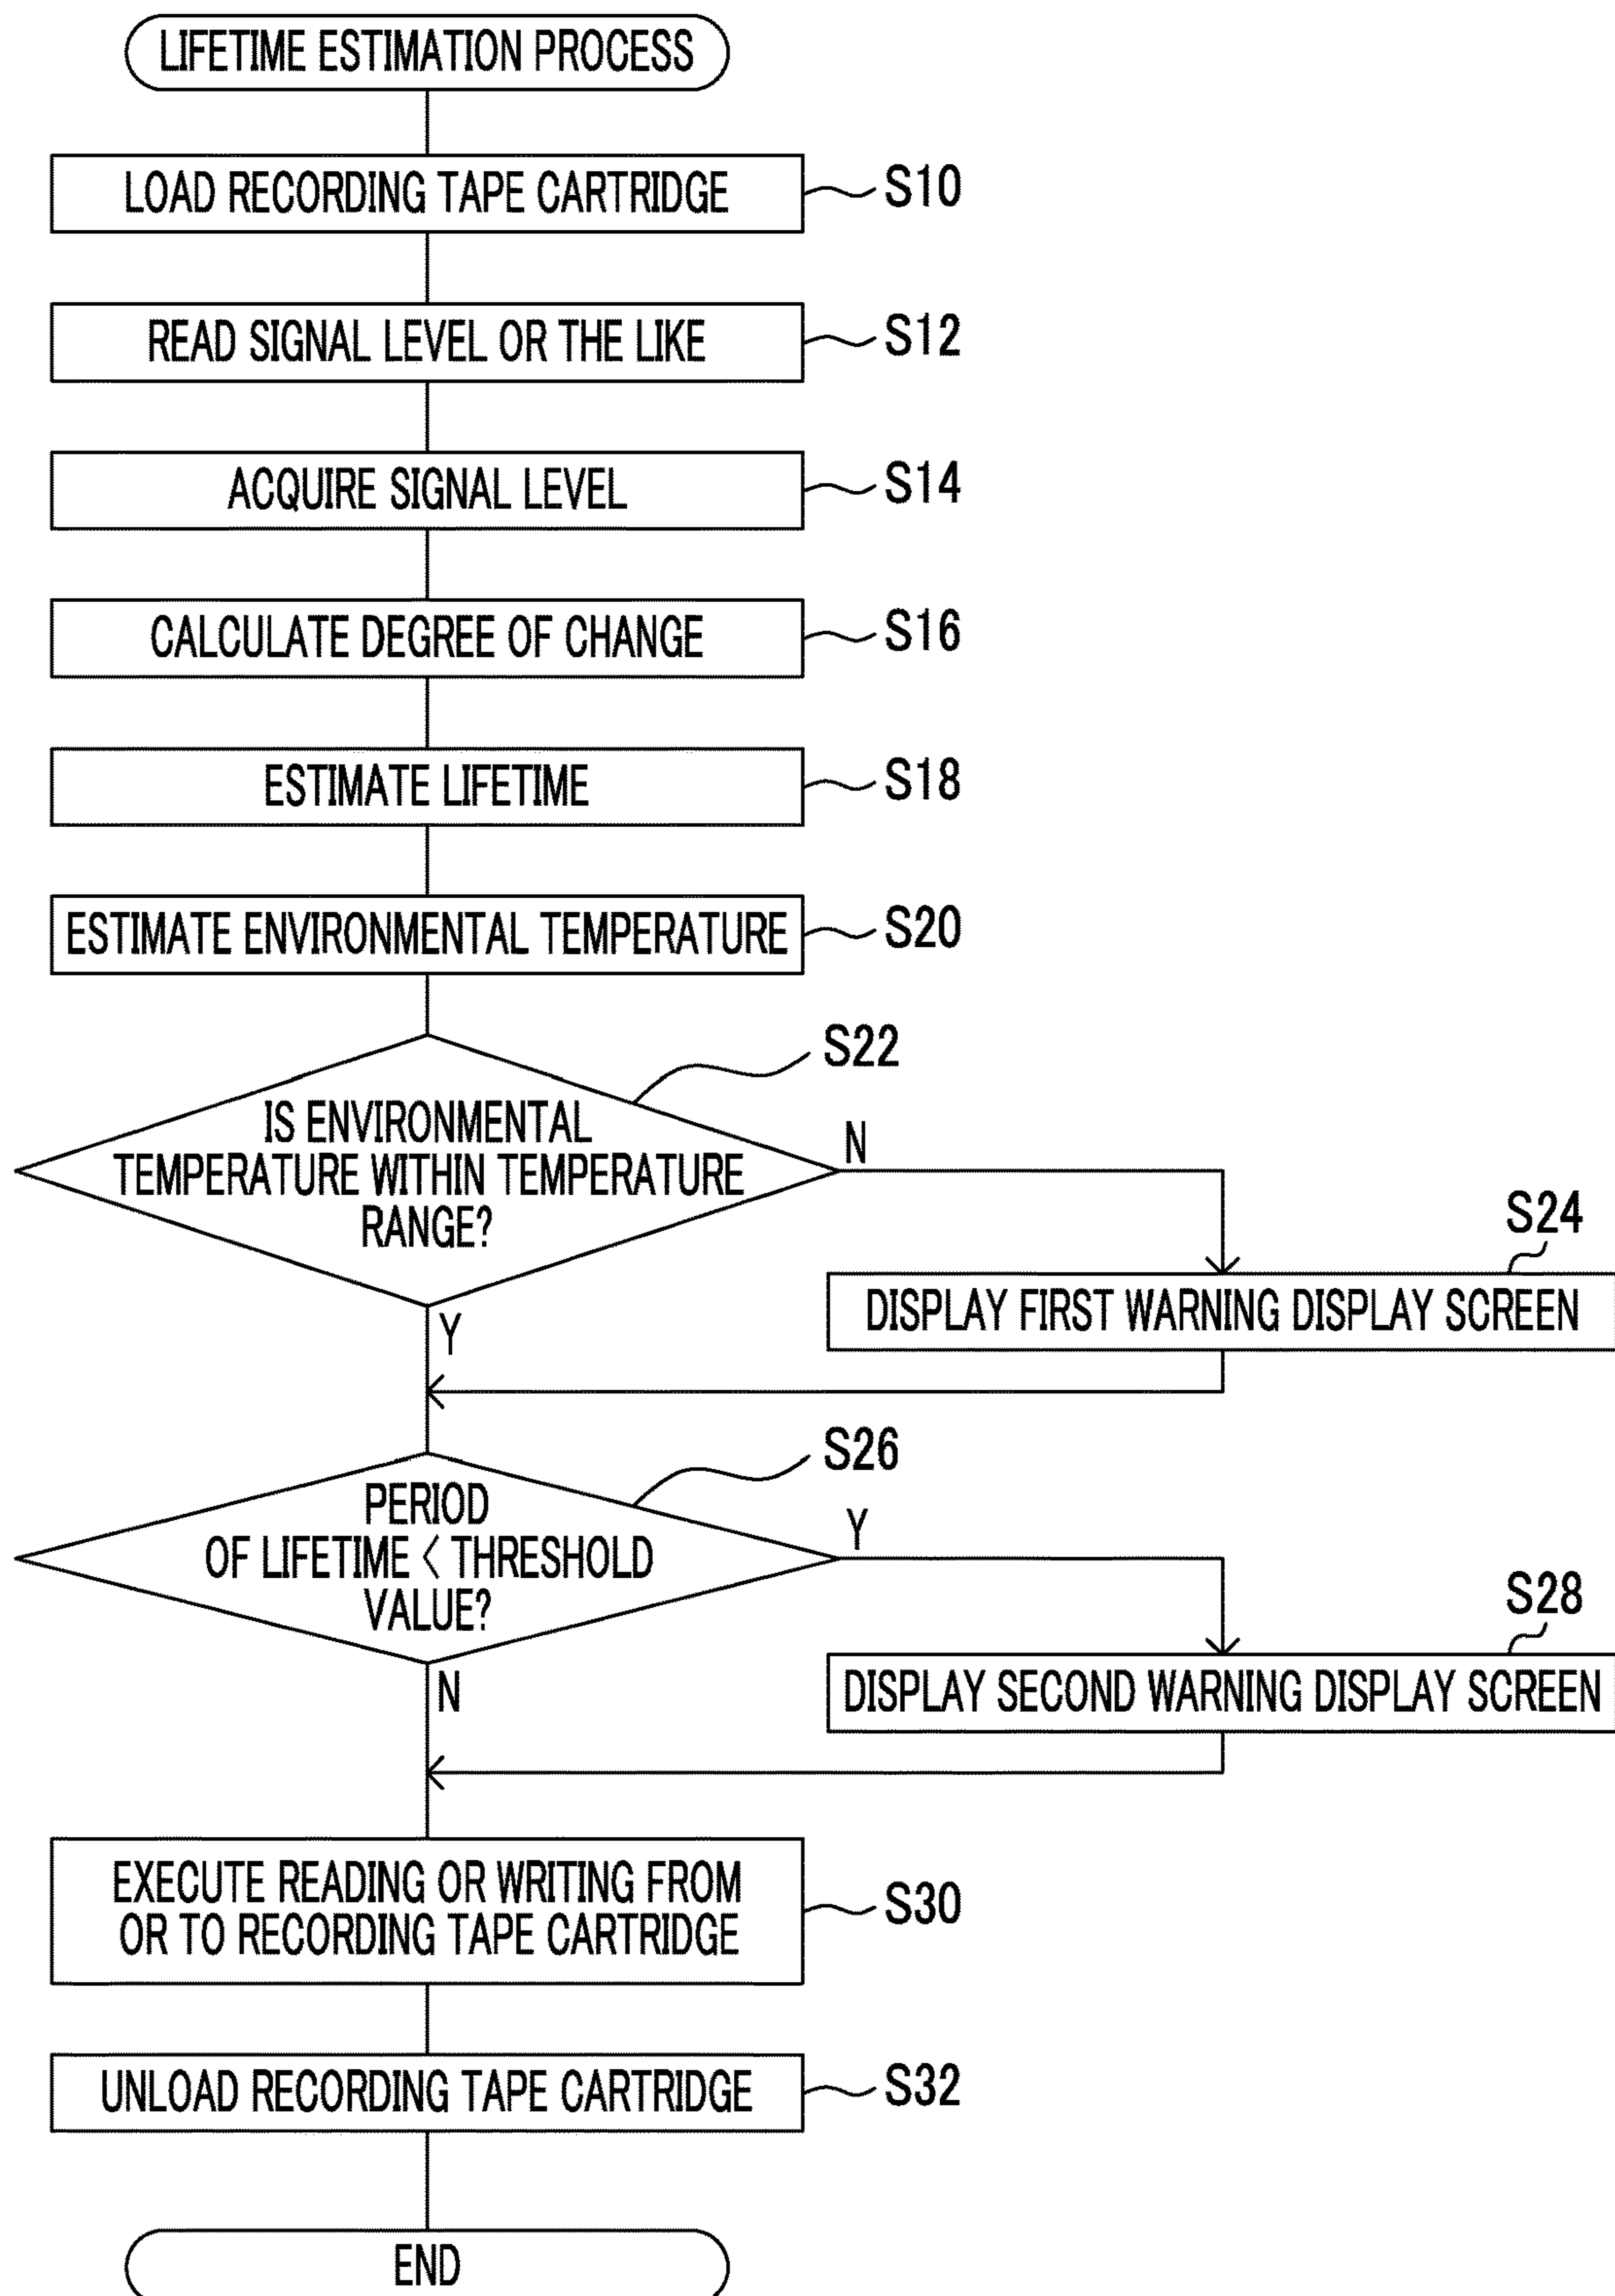 LIFETIME ESTIMATION PROCESS
LOAD RECORDING TAPE CARTRIDGE
S10
READ SIGNAL LEVEL OR THE LIKE
S12
ACQUIRE SIGNAL LEVEL
S14
CALCULATE DEGREE OF CHANGE
S16
ESTIMATE LIFETIME
S18
ESTIMATE ENVIRONMENTAL TEMPERATURE
S20
S22
IS ENVIRONMENTAL
TEMPERATURE WITHIN TEMPERATURE
RANGE?
N
S24
DISPLAY FIRST WARNING DISPLAY SCREEN
Y
S26
PERIOD
OF LIFETIME < THRESHOLD
VALUE?
Y
S28
DISPLAY SECOND WARNING DISPLAY SCREEN
N
EXECUTE READING OR WRITING FROM
OR TO RECORDING TAPE CARTRIDGE
S30
UNLOAD RECORDING TAPE CARTRIDGE
S32
END